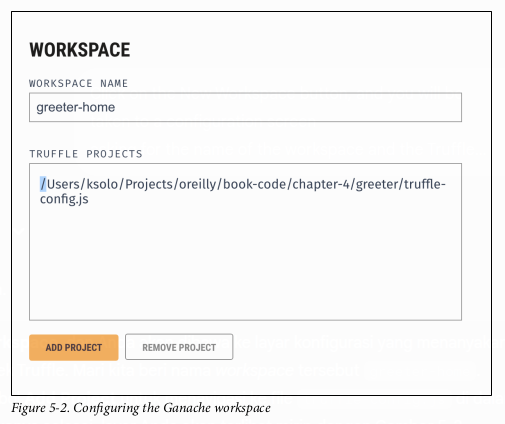 WORKSPACE
WORKSPACE NAME
greeter-home
TRUFFLE PROJECTS
/Users/ksolo/Projects/oreilly/book-code/chapter-4/greeter/truffle-
config.js
ADD PROJECT REMOVE PROJECT
Figure 5-2. Configuring the Ganache workspace